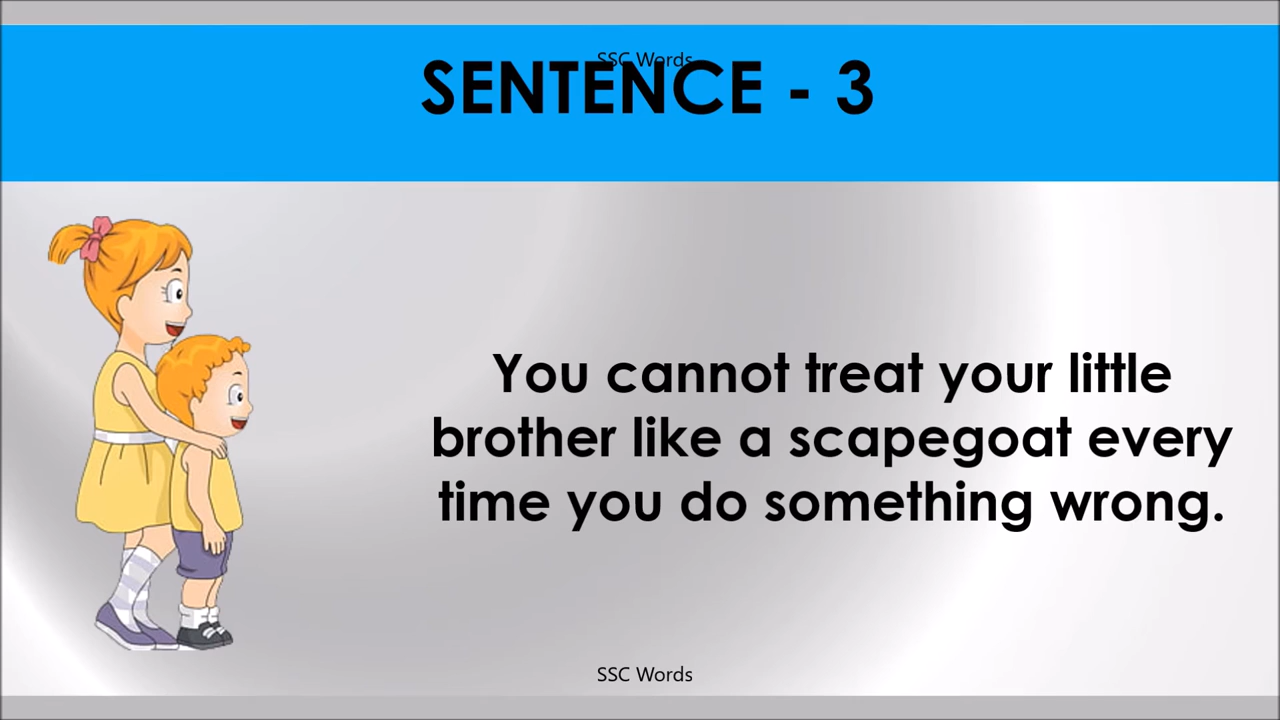 SSC Words
SENTENCE - 3
You cannot treat your little
brother like a scapegoat every
time you do something wrong.
SSC Words